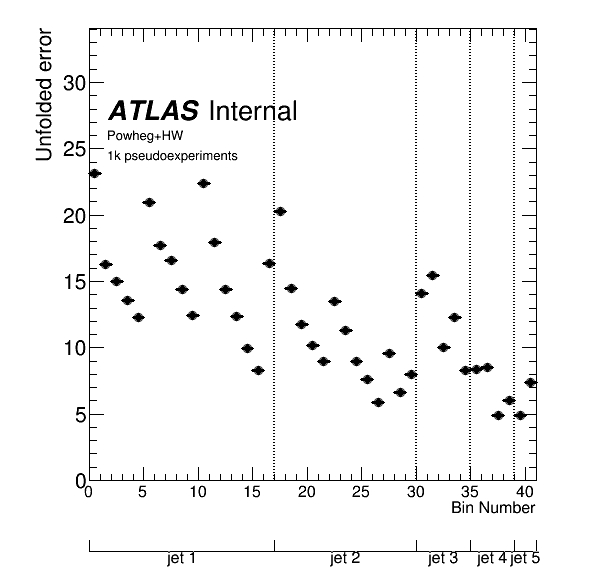 Unfolded error
30
25
20
15
10
5
0
ATLAS Internal
Powheg+HW
1k pseudoexperiments
0 5 10 15 20 25 30 35 40
Bin Number
jet 1 jet 2 jet 3 jet 4 jet 5